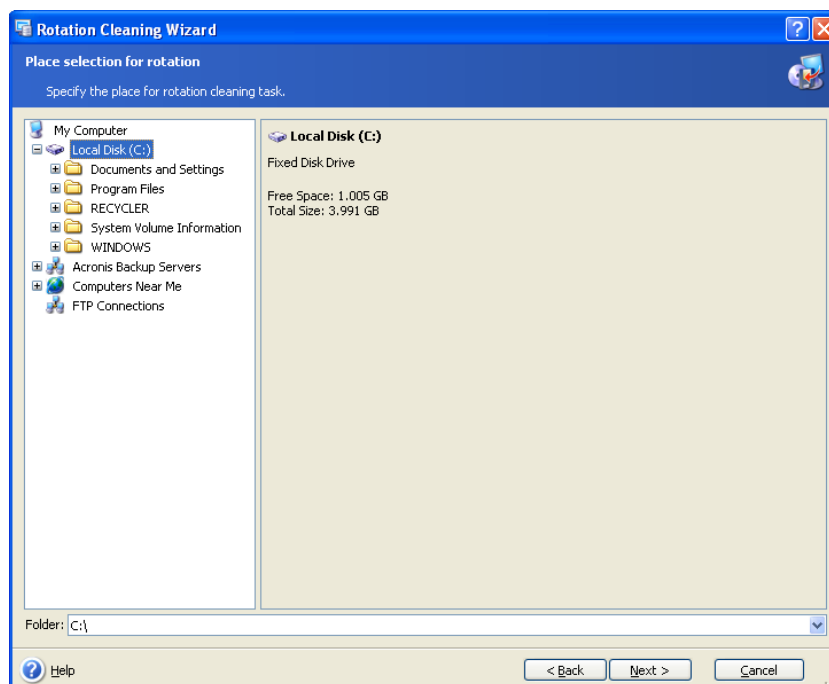 Rotation Cleaning Wizard
Place selection for rotation
Specify the place for rotation cleaning task.
My Computer
Local Disk (C:)
Documents and Settings
Program Files
RECYCLER
System Volume Information
WINDOWS
Acronis Backup Servers
Computers Near Me
FTP Connections
Local Disk (C:)
Fixed Disk Drive
Free Space: 1.005 GB
Total Size: 3.991 GB
Folder: C:\
Help
< Back
Next >
Cancel